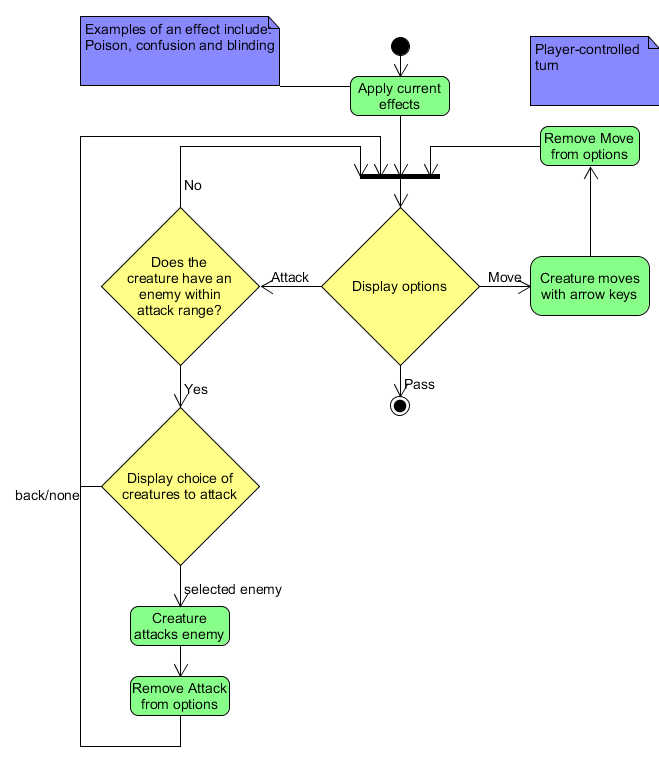 Examples of an effect include:
Poison, confusion and blinding
Player-controlled
turn
Apply current
effects
Remove Move
from options
No
Does the
creature have an
enemy within
attack range?
Attack
Display options
Move
Creature moves
with arrow keys
Yes
Pass
Display choice of
creatures to attack
back/none
selected enemy
Creature
attacks enemy
Remove Attack
from options